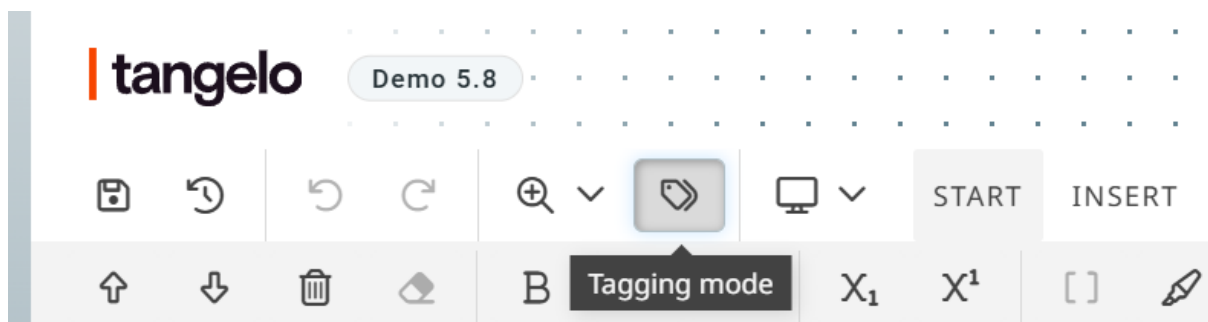 tangelo
Demo 5.8
START INSERT
B Tagging mode X₁ X¹ [ ]